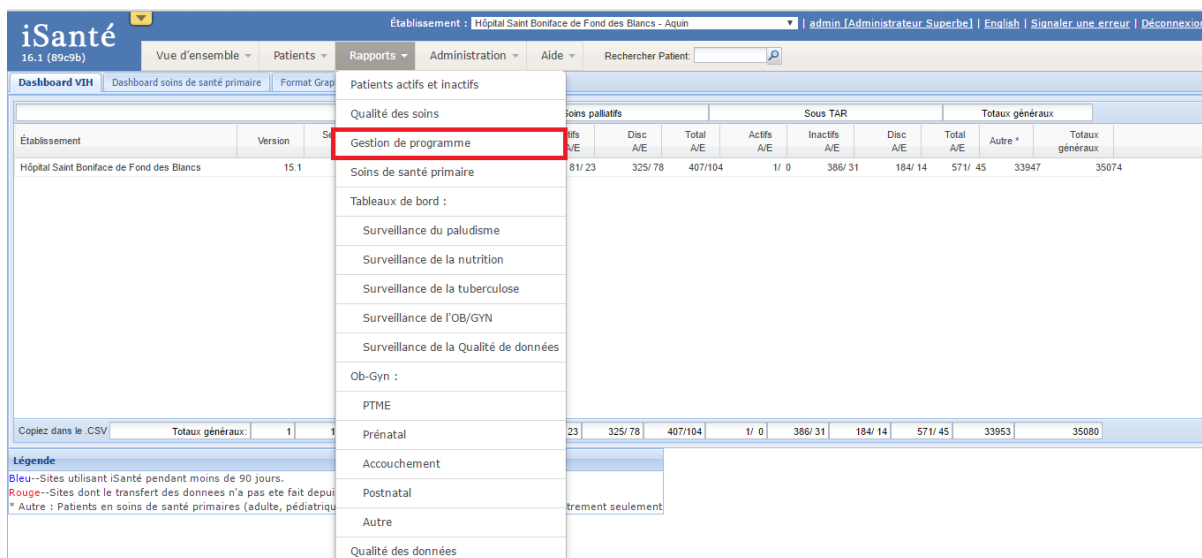 iSanté
16.1 (89c9b)
Établissement : Hôpital Saint Boniface de Fond des Blancs - Aquin | admin [Administrateur Superbe] | English | Signaler une erreur | Déconnexion
Vue d'ensemble Patients Rapports Administration Aide Rechercher Patient:
Dashboard VIH Dashboard soins de santé primaire Format Grap
Soins palliatifs Sous TAR Totaux généraux
Établissement Version Se tifs A/E Disc A/E Total A/E Actifs A/E Inactifs A/E Disc A/E Total A/E Autre * Totaux généraux
Hôpital Saint Boniface de Fond des Blancs 15.1 81/ 23 325/ 78 407/104 1/ 0 386/ 31 184/ 14 571/ 45 33947 35074
Patients actifs et inactifs
Qualité des soins
Gestion de programme
Soins de santé primaire
Tableaux de bord :
Surveillance du paludisme
Surveillance de la nutrition
Surveillance de la tuberculose
Surveillance de l'OB/GYN
Surveillance de la Qualité de données
Ob-Gyn :
PTME
Prénatal
Accouchement
Postnatal
Autre
Qualité des données
Copiez dans le .CSV Totaux généraux: 1 1 23 325/ 78 407/104 1/ 0 386/ 31 184/ 14 571/ 45 33953 35080
Légende
Bleu--Sites utilisant iSanté pendant moins de 90 jours.
Rouge--Sites dont le transfert des donnees n'a pas ete fait depui
* Autre : Patients en soins de santé primaires (adulte, pédiatriqu trement seulement